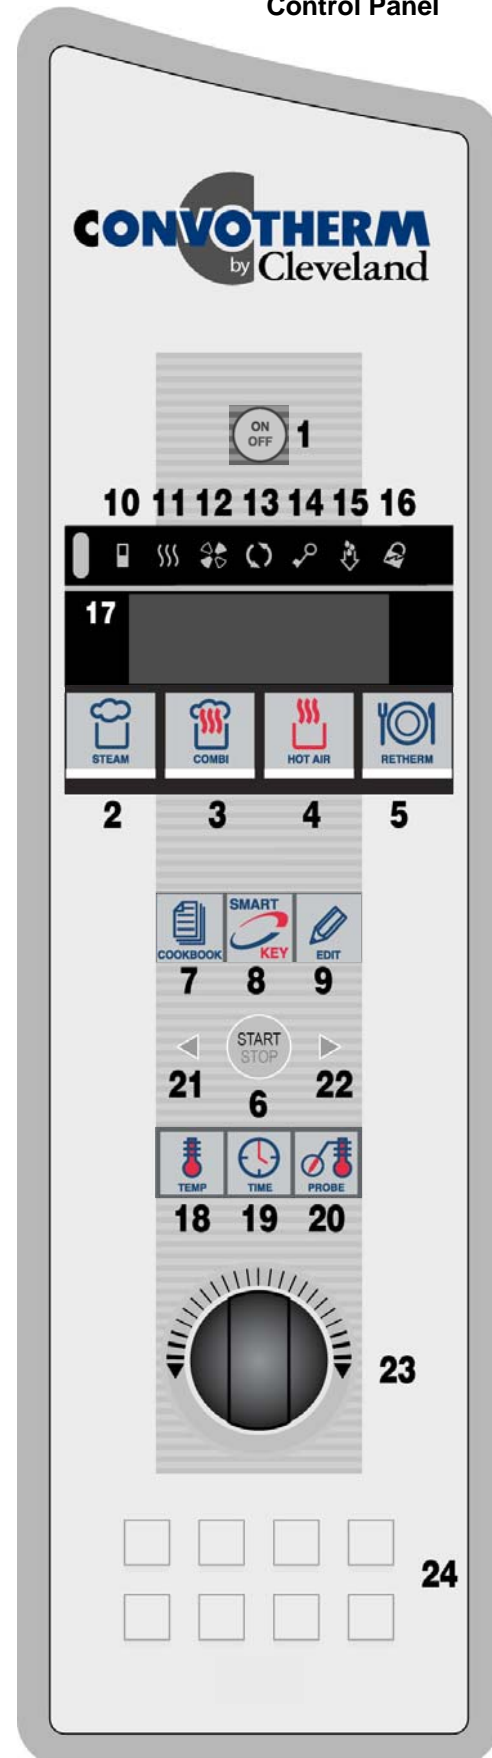 Control Panel
CONVOTHERM
by Cleveland
ON
OFF
1
10 11 12 13 14 15 16
17
STEAM COMBI HOT AIR RETHERM
2 3 4 5
SMART
COOKBOOK KEY EDIT
7 8 9
START
STOP
21 22
6
TEMP TIME PROBE
18 19 20
23
24